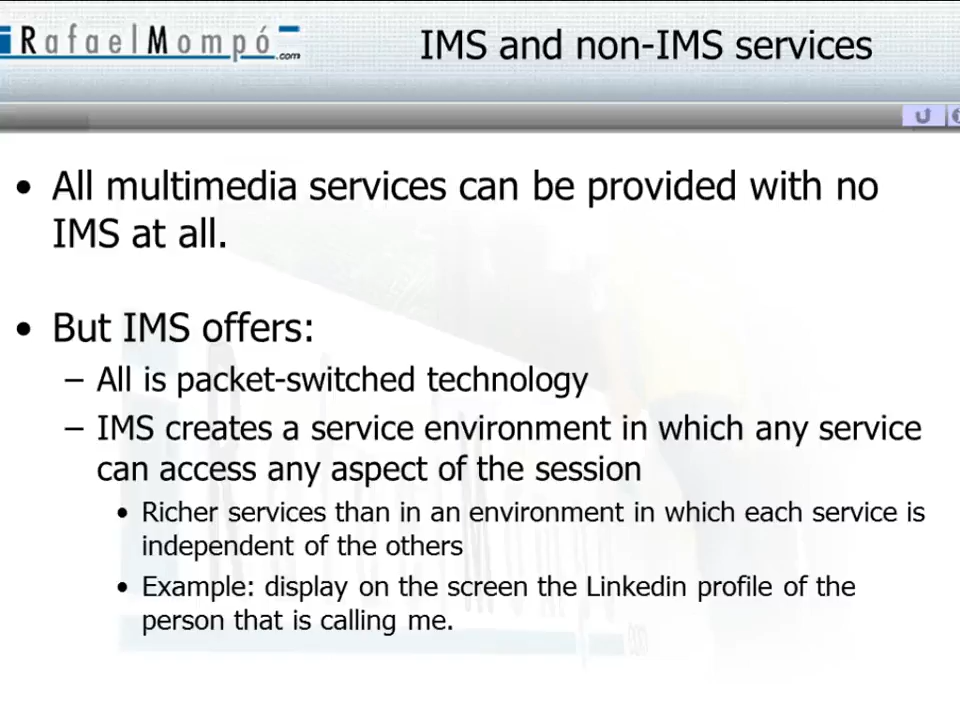 RafaelMompó.com
IMS and non-IMS services
• All multimedia services can be provided with no
IMS at all.
• But IMS offers:
– All is packet-switched technology
– IMS creates a service environment in which any service
can access any aspect of the session
• Richer services than in an environment in which each service is
independent of the others
• Example: display on the screen the Linkedin profile of the
person that is calling me.